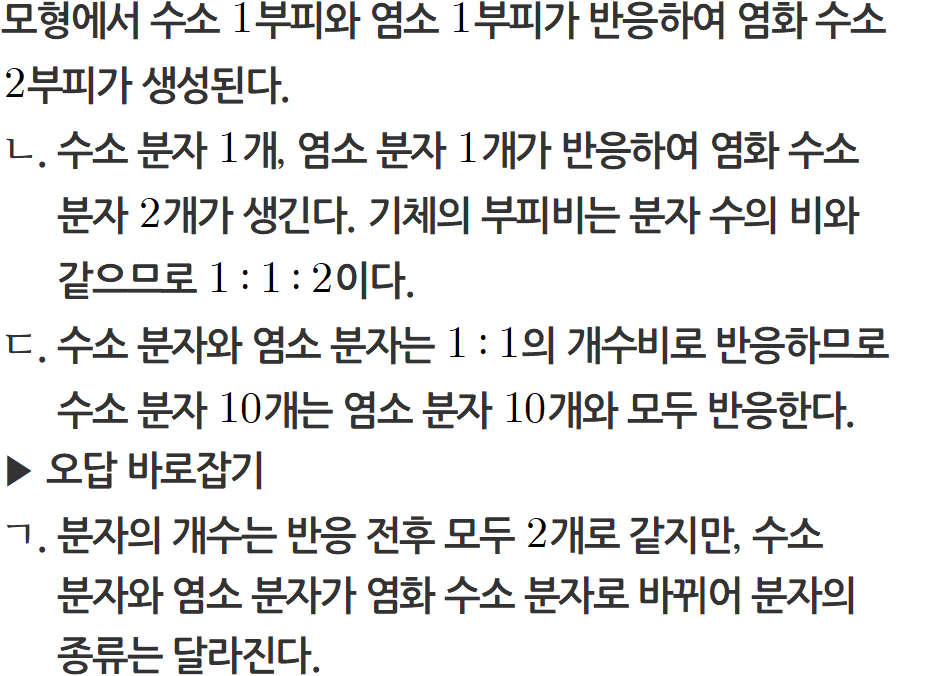 모형에서 수소 1부피와 염소 1부피가 반응하여 염화 수소
2부피가 생성된다.
ㄴ. 수소 분자 1개, 염소 분자 1개가 반응하여 염화 수소
분자 2개가 생긴다. 기체의 부피비는 분자 수의 비와
같으므로 1 : 1 : 2이다.
ㄷ. 수소 분자와 염소 분자는 1 : 1의 개수비로 반응하므로
수소 분자 10개는 염소 분자 10개와 모두 반응한다.
▶ 오답 바로잡기
ㄱ. 분자의 개수는 반응 전후 모두 2개로 같지만, 수소
분자와 염소 분자가 염화 수소 분자로 바뀌어 분자의
종류는 달라진다.